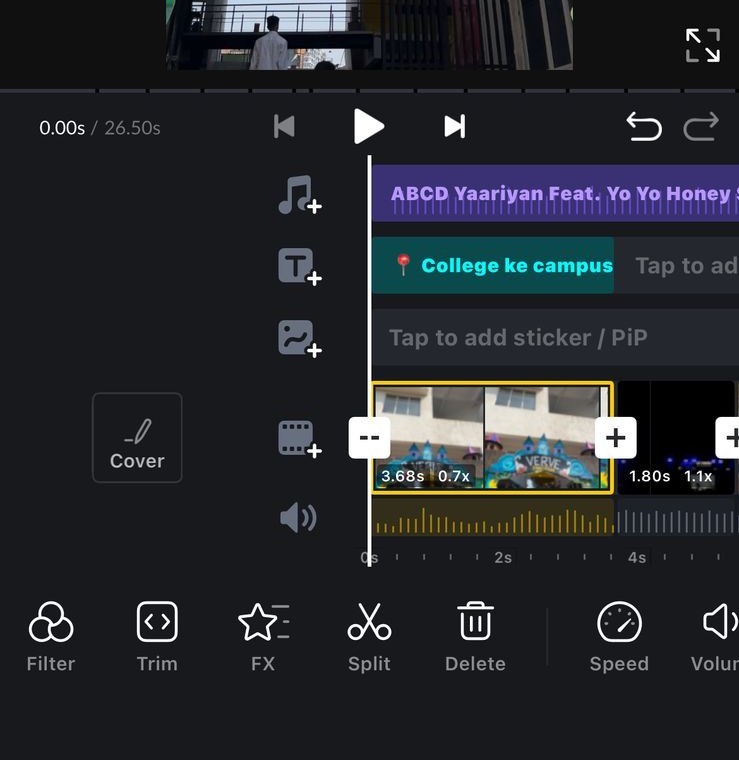 0.00s / 26.50s
ABCD Yaariyan Feat. Yo Yo Honey
📍 College ke campus
Tap to ad
Tap to add sticker / PiP
Cover
VERVE
VERVE
3.68s 0.7x
1.80s 1.1x
0s 2s 4s
Filter
Trim
FX
Split
Delete
Speed
Volu